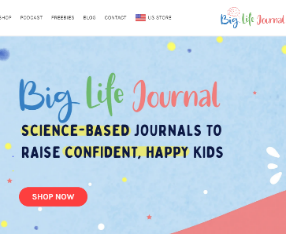 SHOP PODCAST FREEBIES BLOG CONTACT US STORE
Big Life Journal
Big Life Journal
SCIENCE-BASED JOURNALS TO
RAISE CONFIDENT, HAPPY KIDS
SHOP NOW